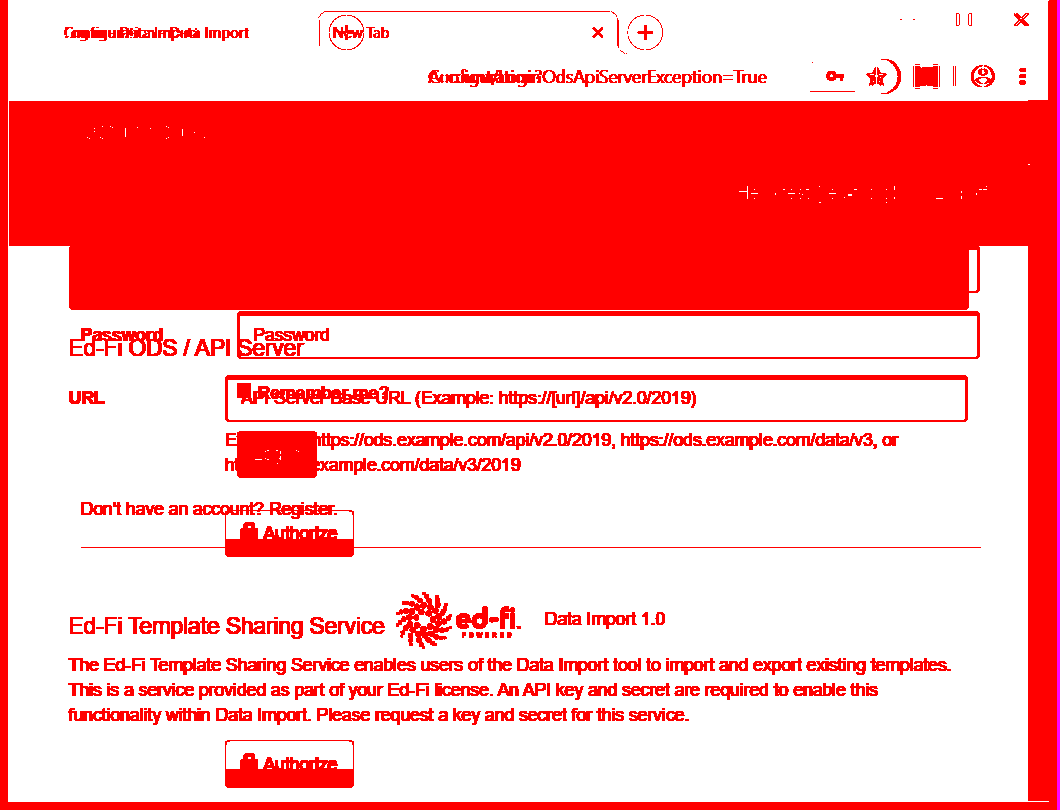 Data Import
New Tab
?OdsApiServerException=True
Password
Password
Ed-Fi ODS / API Server
URL
Remember me?
API Server Base URL (Example: https://[url]/api/v2.0/2019)
https://ods.example.com/api/v2.0/2019, https://ods.example.com/data/v3, or
example.com/data/v3/2019
Don't have an account? Register.
Authorize
Ed-Fi Template Sharing Service
ed-fi
POWERED
Data Import 1.0
The Ed-Fi Template Sharing Service enables users of the Data Import tool to import and export existing templates.
This is a service provided as part of your Ed-Fi license. An API key and secret are required to enable this
functionality within Data Import. Please request a key and secret for this service.
Authorize